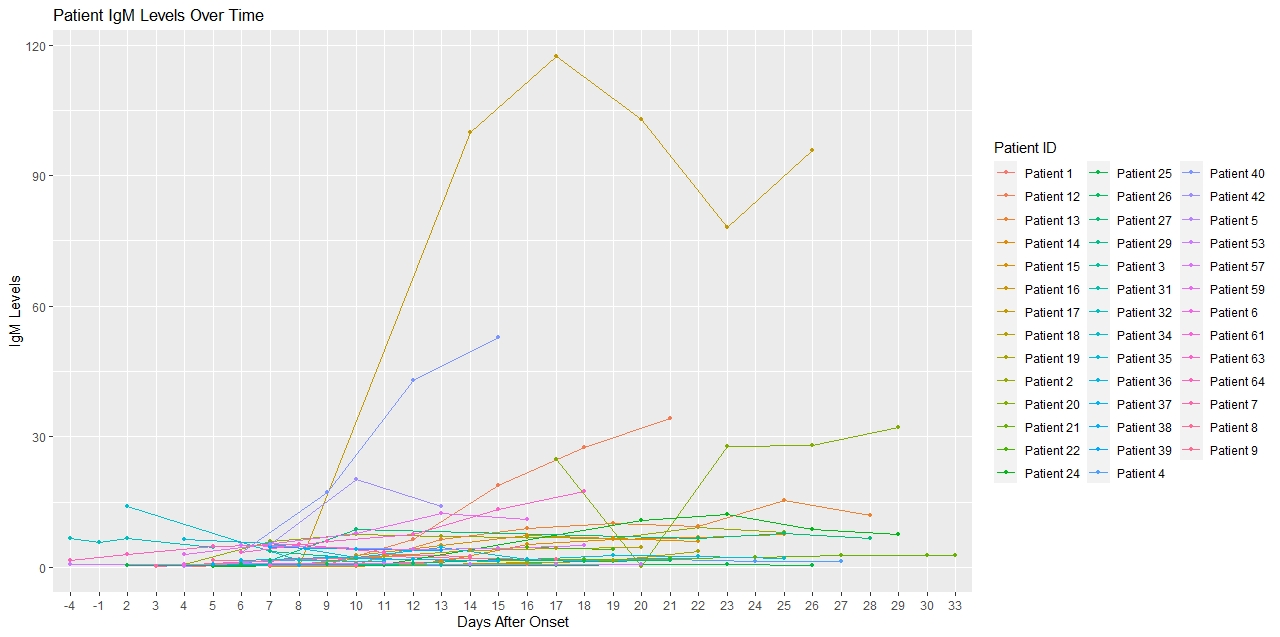 Patient IgM Levels Over Time
120
90
60
30
0
IgM Levels
-4 -1 2 3 4 5 6 7 8 9 10 11 12 13 14 15 16 17 18 19 20 21 22 23 24 25 26 27 28 29 30 33
Days After Onset
Patient ID
Patient 1
Patient 12
Patient 13
Patient 14
Patient 15
Patient 16
Patient 17
Patient 18
Patient 19
Patient 2
Patient 20
Patient 21
Patient 22
Patient 24
Patient 25
Patient 26
Patient 27
Patient 29
Patient 3
Patient 31
Patient 32
Patient 34
Patient 35
Patient 36
Patient 37
Patient 38
Patient 39
Patient 4
Patient 40
Patient 42
Patient 5
Patient 53
Patient 57
Patient 59
Patient 6
Patient 61
Patient 63
Patient 64
Patient 7
Patient 8
Patient 9